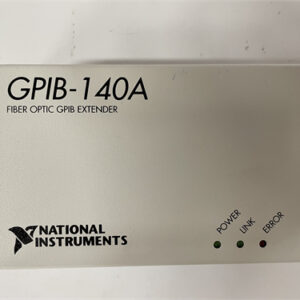 GPIB-140A
FIBER OPTIC GPIB EXTENDER
NATIONAL
INSTRUMENTS
POWER
LINK
ERROR